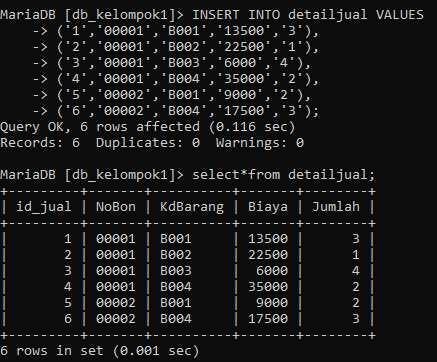 MariaDB [db_kelompok1]> INSERT INTO detailjual VALUES
    -> ('1','00001','B001','13500','3'),
    -> ('2','00001','B002','22500','1'),
    -> ('3','00001','B003','6000','4'),
    -> ('4','00001','B004','35000','2'),
    -> ('5','00002','B001','9000','2'),
    -> ('6','00002','B004','17500','3');
Query OK, 6 rows affected (0.116 sec)
Records: 6  Duplicates: 0  Warnings: 0

MariaDB [db_kelompok1]> select*from detailjual;
+---------+-------+----------+-------+--------+
| id_jual | NoBon | KdBarang | Biaya | Jumlah |
+---------+-------+----------+-------+--------+
|       1 | 00001 | B001     | 13500 |      3 |
|       2 | 00001 | B002     | 22500 |      1 |
|       3 | 00001 | B003     |  6000 |      4 |
|       4 | 00001 | B004     | 35000 |      2 |
|       5 | 00002 | B001     |  9000 |      2 |
|       6 | 00002 | B004     | 17500 |      3 |
+---------+-------+----------+-------+--------+
6 rows in set (0.001 sec)